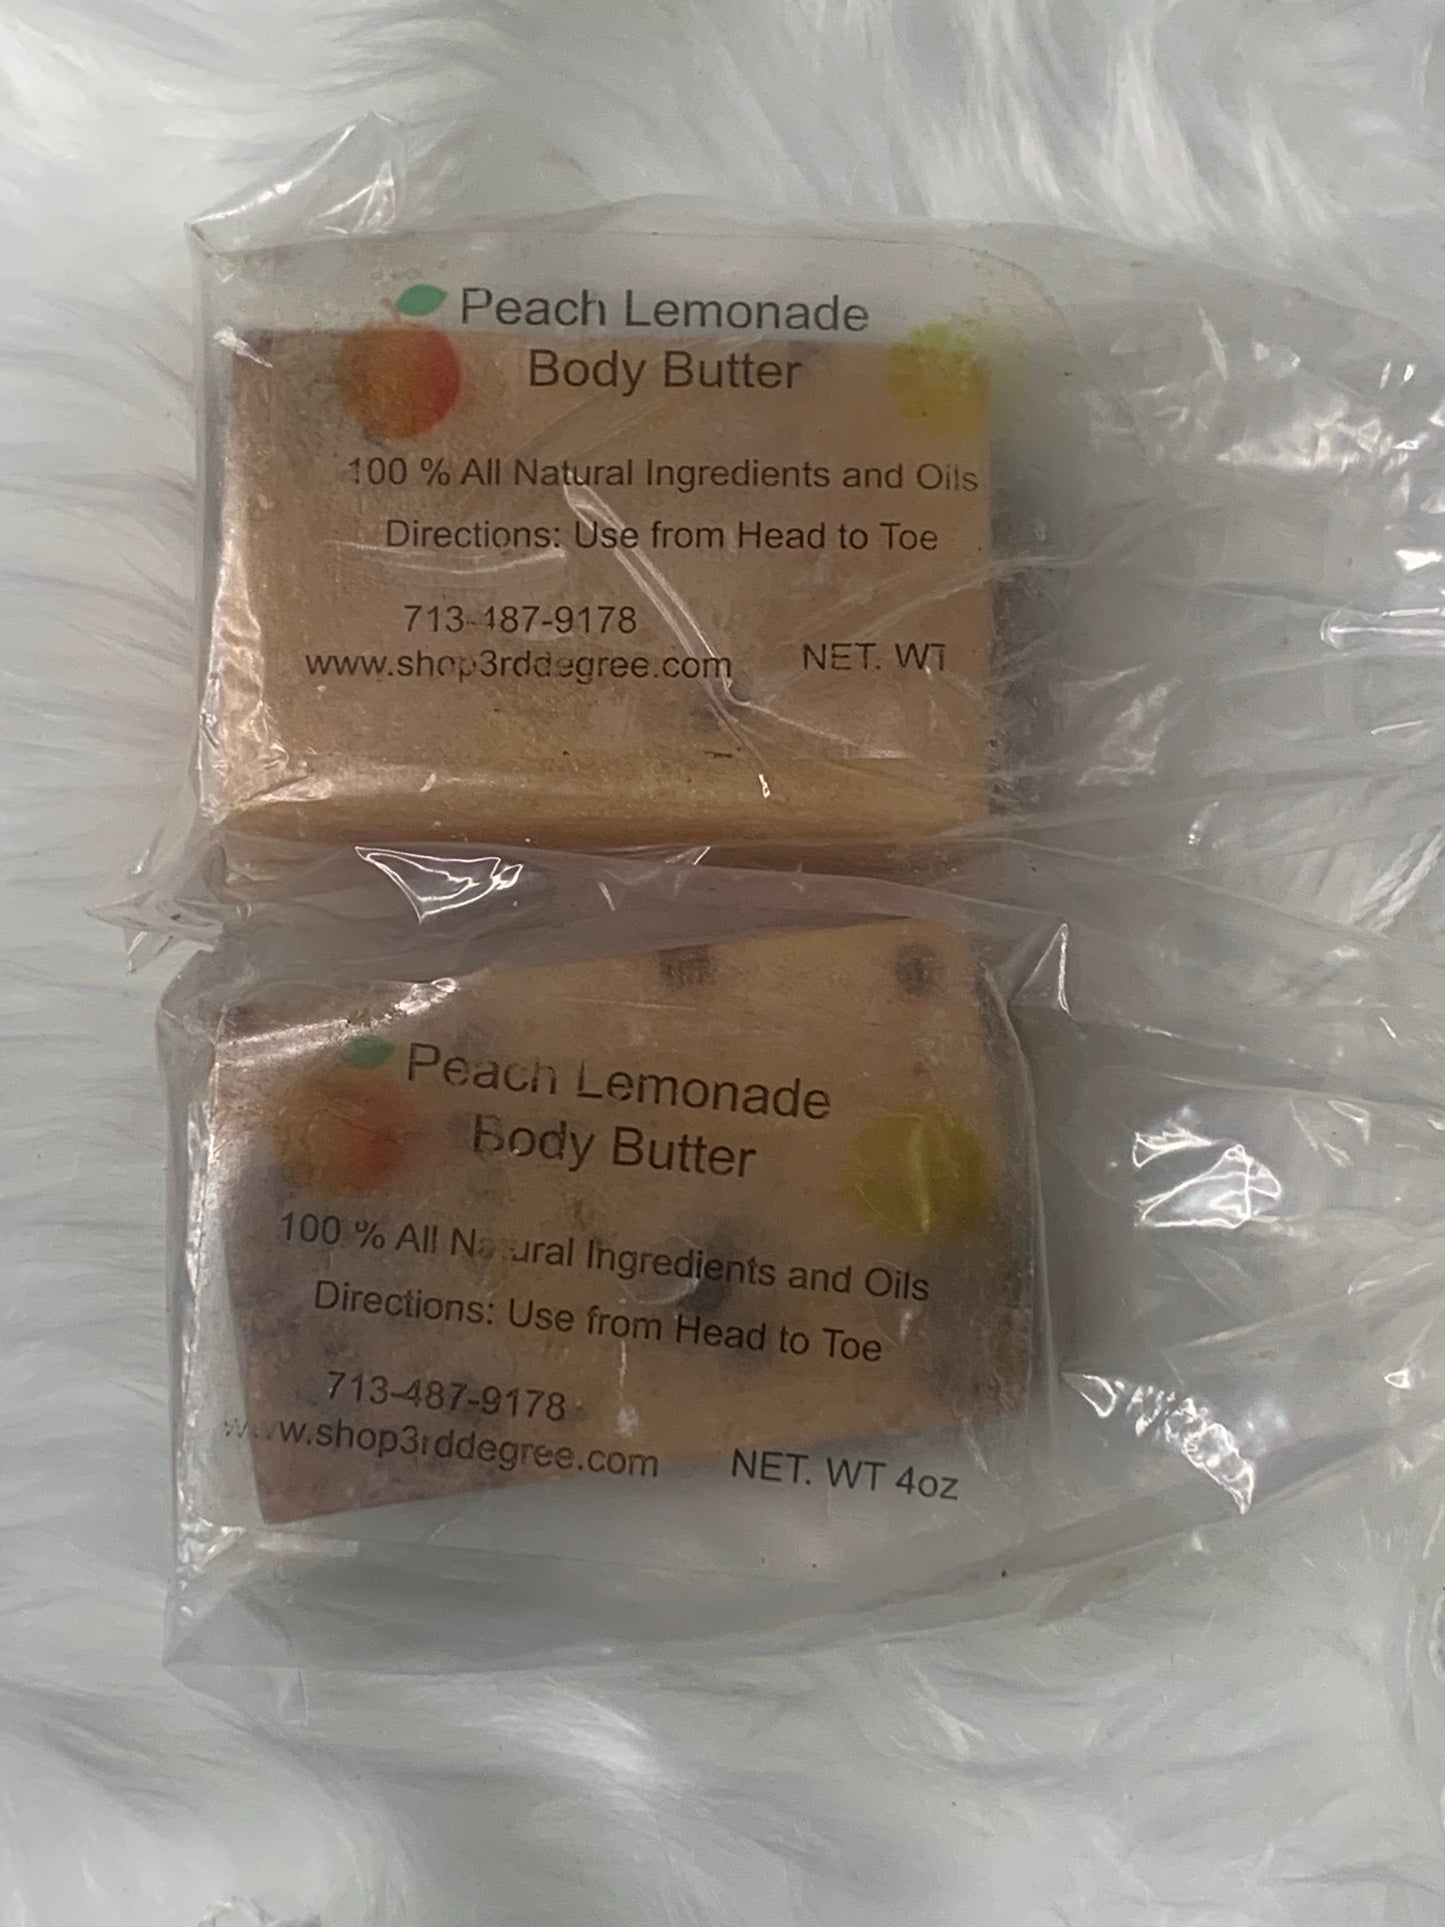 Peach Lemonade
Body Butter
100 % All Natural Ingredients and Oils
Directions: Use from Head to Toe
713-487-9178
www.shop3rddegree.com
NET. WT
Peach Lemonade
Body Butter
100 % All Natural Ingredients and Oils
Directions: Use from Head to Toe
713-487-9178
www.shop3rddegree.com
NET. WT 4oz